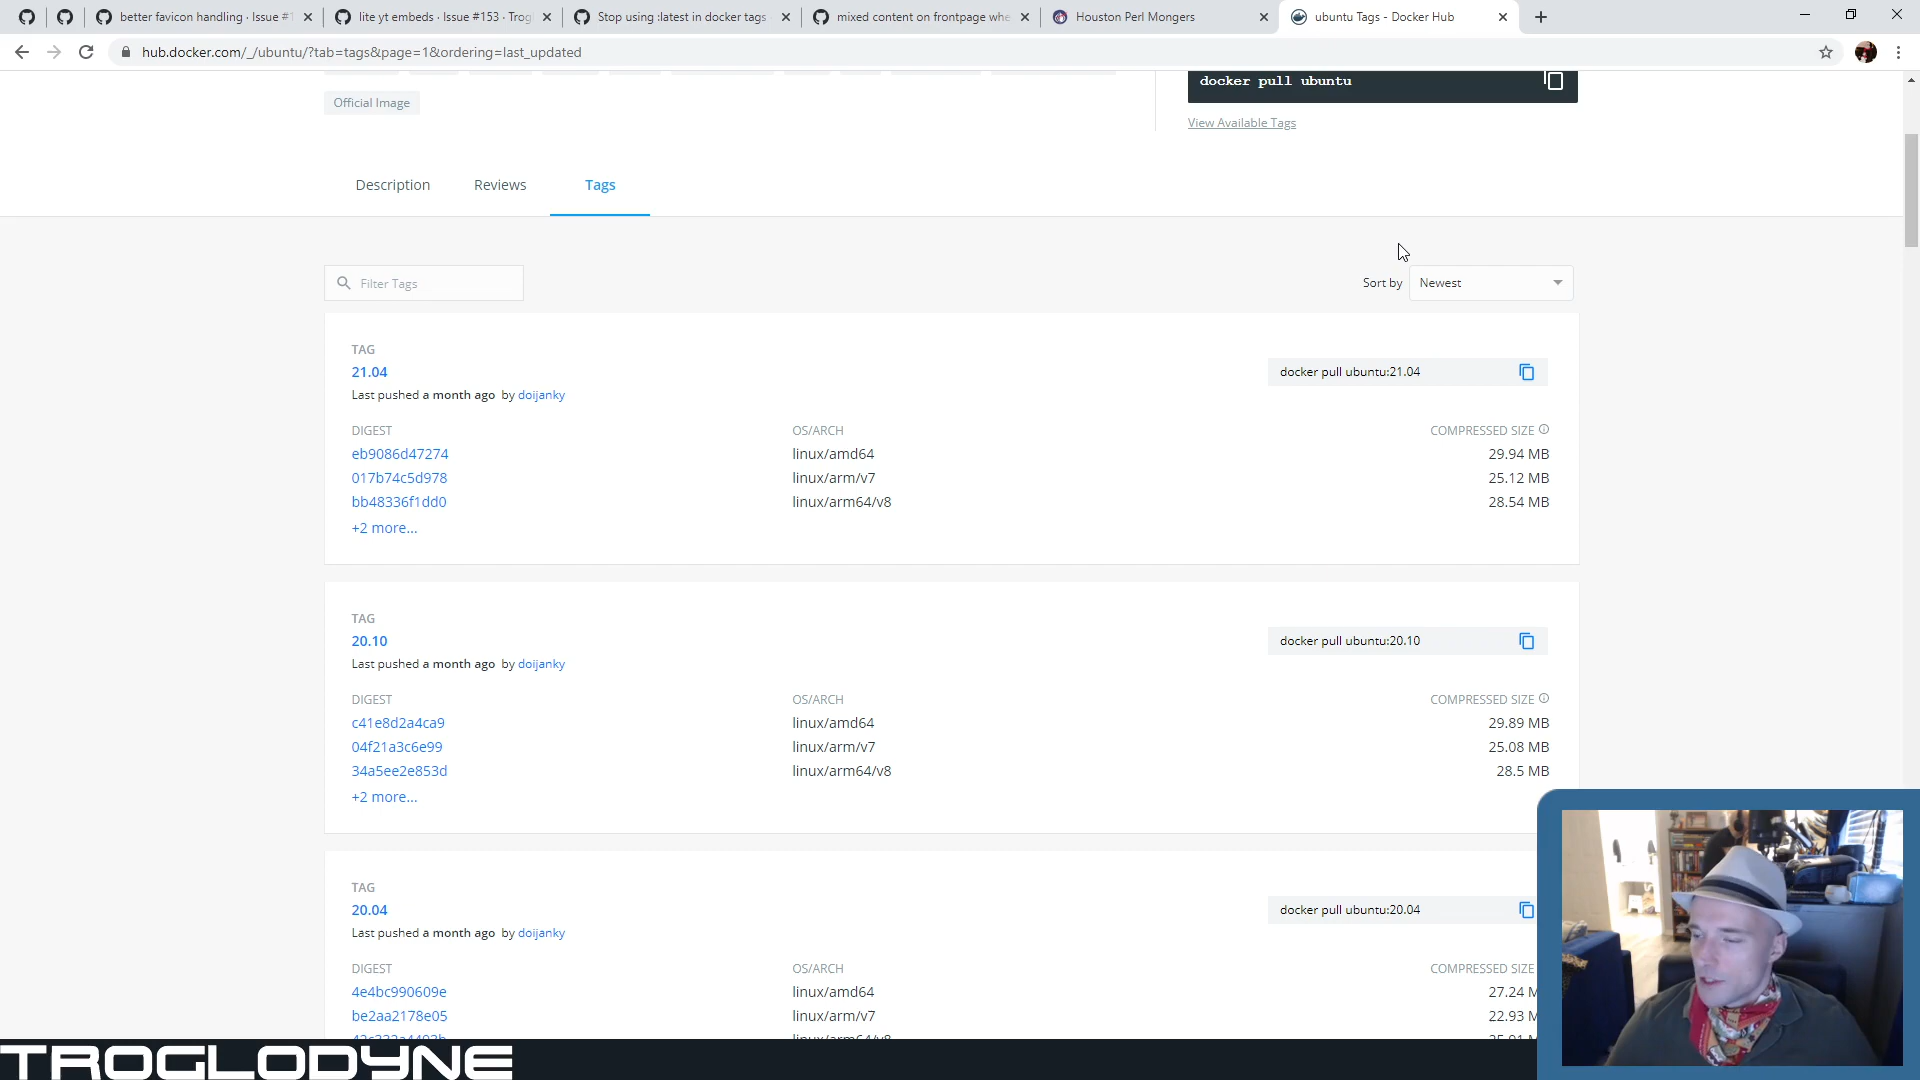 better favicon handling · Issue #1
lite yt embeds · Issue #153 · Trogl
Stop using :latest in docker tags
mixed content on frontpage whe
Houston Perl Mongers
ubuntu Tags - Docker Hub
hub.docker.com/_/ubuntu/?tab=tags&page=1&ordering=last_updated
docker pull ubuntu
Official Image
View Available Tags
Description
Reviews
Tags
Filter Tags
Sort by
Newest
TAG
21.04
docker pull ubuntu:21.04
Last pushed a month ago by doijanky
DIGEST
OS/ARCH
COMPRESSED SIZE
eb9086d47274
linux/amd64
29.94 MB
017b74c5d978
linux/arm/v7
25.12 MB
bb48336f1dd0
linux/arm64/v8
28.54 MB
+2 more...
TAG
20.10
docker pull ubuntu:20.10
Last pushed a month ago by doijanky
DIGEST
OS/ARCH
COMPRESSED SIZE
c41e8d2a4ca9
linux/amd64
29.89 MB
04f21a3c6e99
linux/arm/v7
25.08 MB
34a5ee2e853d
linux/arm64/v8
28.5 MB
+2 more...
TAG
20.04
docker pull ubuntu:20.04
Last pushed a month ago by doijanky
DIGEST
OS/ARCH
COMPRESSED SIZE
4e4bc990609e
linux/amd64
27.24 M
be2aa2178e05
linux/arm/v7
22.93 M
linux/arm64/v8
TROGLODYNE